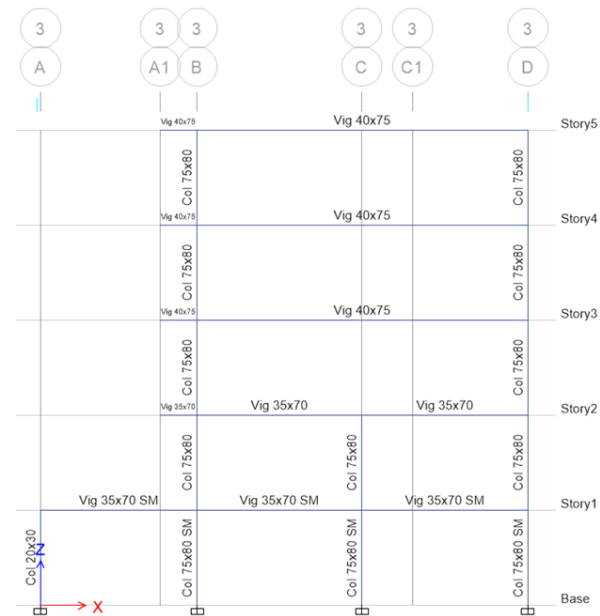 3 3 3 3 3 3
A A1 B C C1 D
Vig 40x75 Vig 40x75 Story5
Col 75x80 Col 75x80
Vig 40x75 Vig 40x75 Story4
Col 75x80 Col 75x80
Vig 40x75 Vig 40x75 Story3
Col 75x80 Col 75x80
Vig 35x70 Vig 35x70 Vig 35x70 Story2
Col 75x80 Col 75x80 Col 75x80
Vig 35x70 SM Vig 35x70 SM Vig 35x70 SM Story1
Col 20x30 Col 75x80 SM Col 75x80 SM Col 75x80 SM
Z
X Base